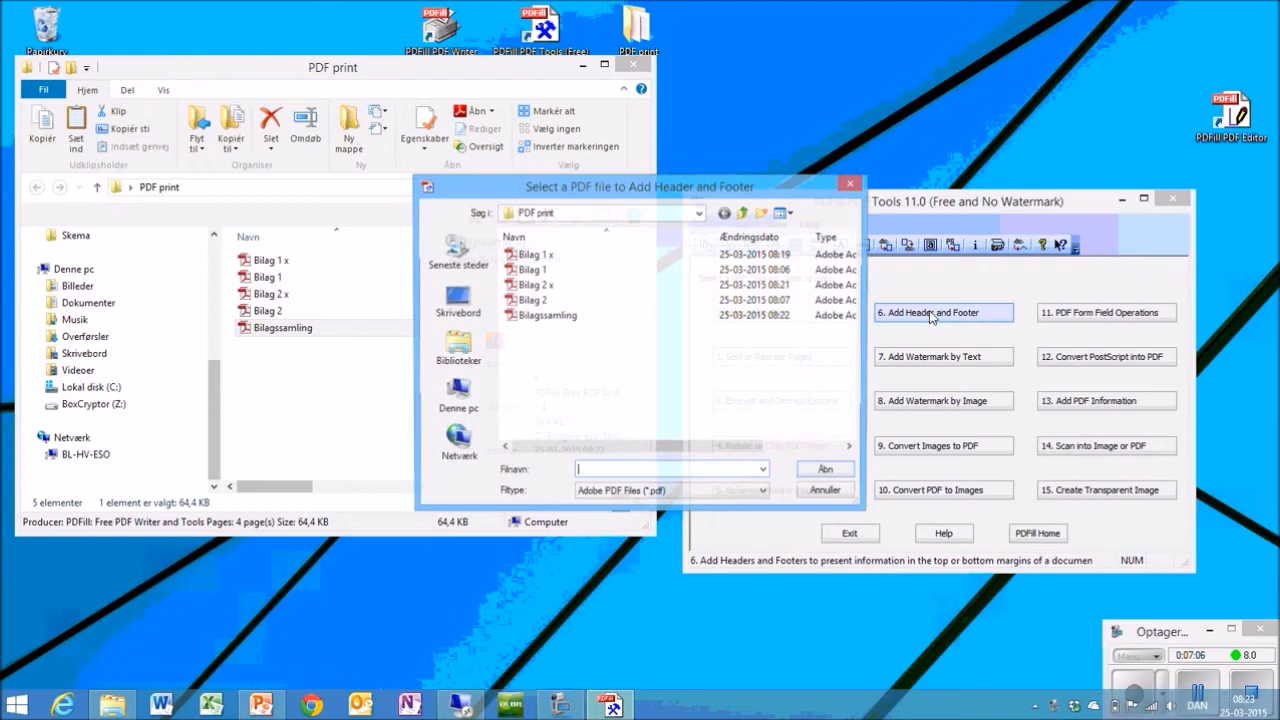 Papirkurv
PDFill PDF Writer
PDFill PDF Tools (Free)
PDF print
PDFill PDF Editor
PDF print
Fil
Hjem
Del
Vis
Kopiér
Sæt ind
Klip
Kopiér sti
Indsæt genvej
Flyt til
Kopiér til
Slet
Omdøb
Ny mappe
Egenskaber
Åbn
Rediger
Oversigt
Markér alt
Vælg ingen
Inverter markeringen
Udklipsholder
Organiser
Ny
Åbn
Vælg
PDF print
Skema
Denne pc
Billeder
Dokumenter
Musik
Overførsler
Skrivebord
Videoer
Lokal disk (C:)
BoxCryptor (Z:)
Netværk
BL-HV-ESO
Navn
Bilag 1 x
Bilag 1
Bilag 2 x
Bilag 2
Bilagssamling
5 elementer
1 element er valgt: 64,4 KB
Producer: PDFill: Free PDF Writer and Tools Pages: 4 page(s) Size: 64,4 KB
64,4 KB
Computer
Select a PDF file to Add Header and Footer
Søg i:
PDF print
Seneste steder
Skrivebord
Biblioteker
Denne pc
Netværk
Navn
Ændringsdato
Type
Bilag 1 x
25-03-2015 08:19
Adobe Ac
Bilag 1
25-03-2015 08:06
Adobe Ac
Bilag 2 x
25-03-2015 08:21
Adobe Ac
Bilag 2
25-03-2015 08:07
Adobe Ac
Bilagssamling
25-03-2015 08:22
Adobe Ac
Filnavn:
Åbn
Filtype:
Adobe PDF Files (*.pdf)
Annuller
Tools 11.0 (Free and No Watermark)
6. Add Header and Footer
11. PDF Form Field Operations
7. Add Watermark by Text
12. Convert PostScript into PDF
8. Add Watermark by Image
13. Add PDF Information
9. Convert Images to PDF
14. Scan into Image or PDF
10. Convert PDF to Images
15. Create Transparent Image
Exit
Help
PDFill Home
6. Add Headers and Footers to present information in the top or bottom margins of a documen
NUM
Optager...
Menu
0:07:06
8.0
DAN
08:23
25-03-2015